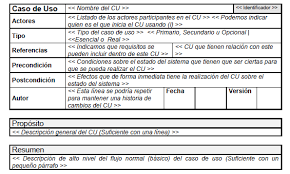 Caso de Uso << Nombre del CU >> << Identificador >>
Actores << Listado de los actores participantes en el CU >> << Podemos indicar
quien es el que inicia el CU usando (I) >>
Tipo << Tipo del caso de uso >> << Primario, Secundario u Opcional (
<<Esencial o Real >>
Referencias << Indicamos que requisitos se
pueden incluir dentro de este CU >> << CU que tienen relación con este
>>
Precondición << Condiciones sobre el estado del sistema que tienen que ser ciertas para
que se pueda realizar el CU >>
Postcondición << Efectos que de forma inmediata tiene la realización del CU sobre el
estado del sistema >>
Autor << Esta línea se podría repetir
para mantener una historia de
cambios del CU >> Fecha Versión
Propósito
<< Descripción general del CU (Suficiente con una línea) >>
Resumen
<< Descripción de alto nivel del flujo normal (básico) del caso de uso (Suficiente con un
pequeño párrafo) >>